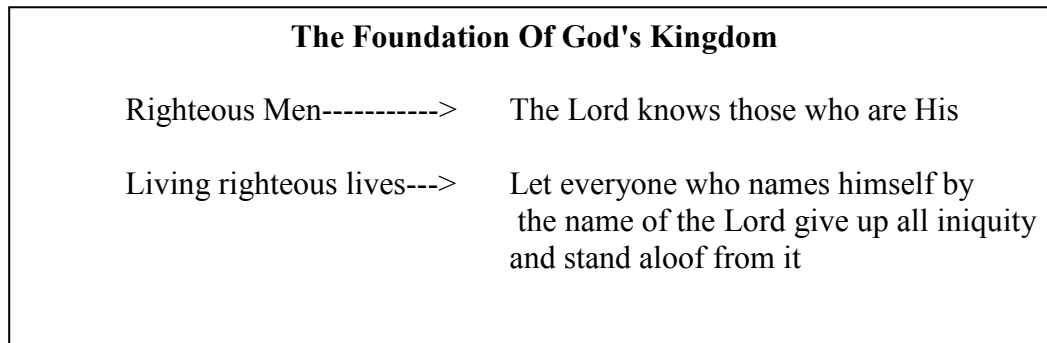 The Foundation Of God's Kingdom
Righteous Men-----------> The Lord knows those who are His
Living righteous lives---> Let everyone who names himself by
the name of the Lord give up all iniquity
and stand aloof from it